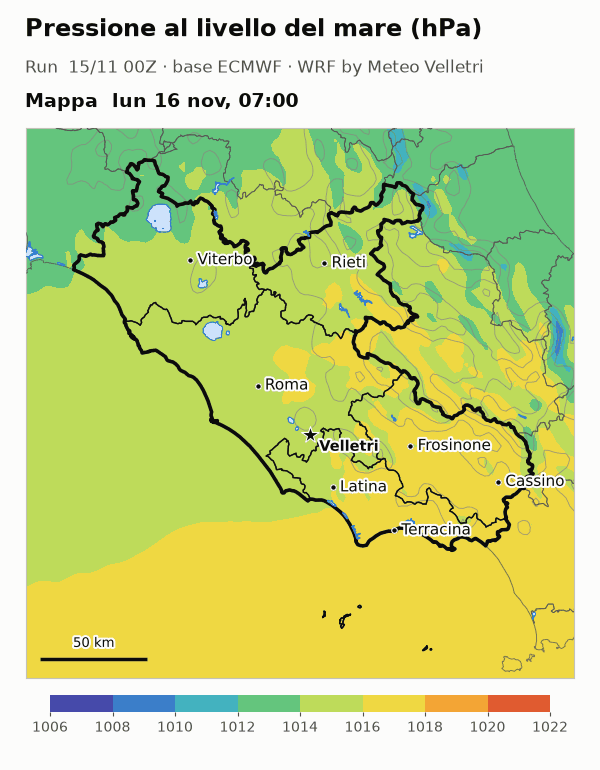 Pressione al livello del mare (hPa)
Run  15/11 00Z · base ECMWF · WRF by Meteo Velletri
Mappa  lun 16 nov, 07:00
Viterbo
Rieti
Roma
Velletri
Frosinone
Cassino
Latina
Terracina
50 km
1006 1008 1010 1012 1014 1016 1018 1020 1022